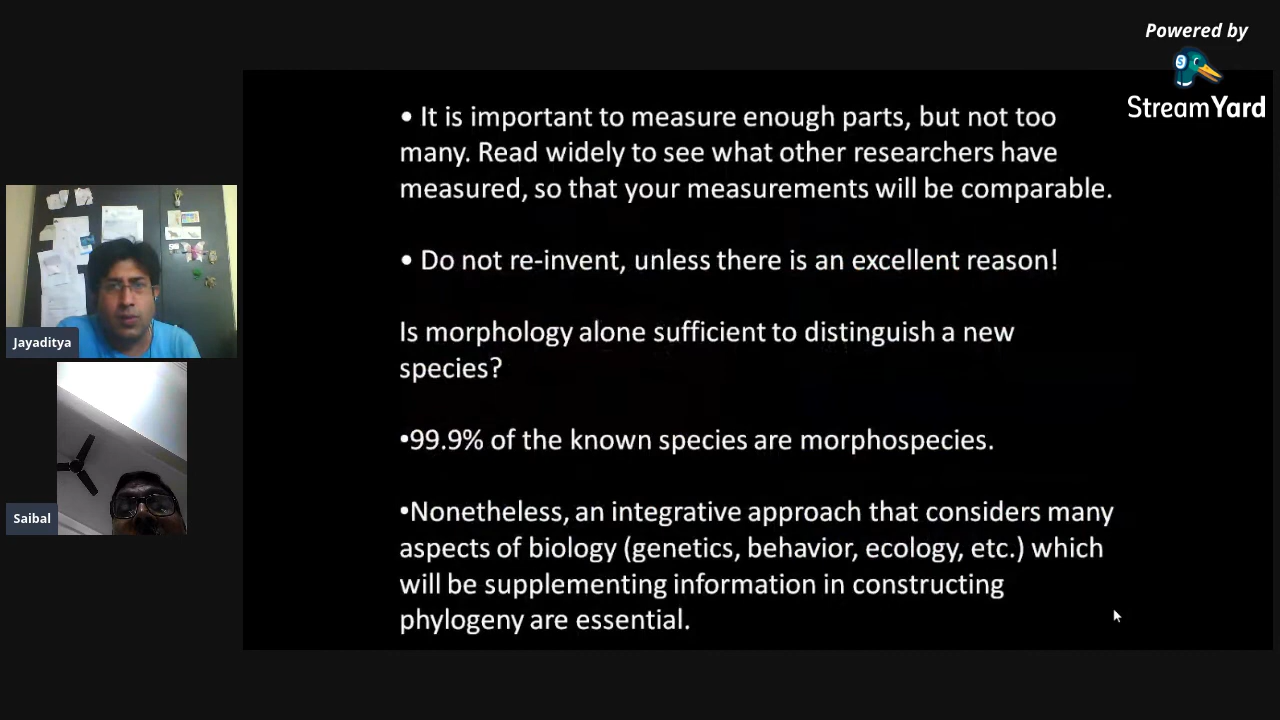 Powered by
StreamYard
• It is important to measure enough parts, but not too
many. Read widely to see what other researchers have
measured, so that your measurements will be comparable.
• Do not re-invent, unless there is an excellent reason!
Is morphology alone sufficient to distinguish a new
species?
•99.9% of the known species are morphospecies.
•Nonetheless, an integrative approach that considers many
aspects of biology (genetics, behavior, ecology, etc.) which
will be supplementing information in constructing
phylogeny are essential.
Jayaditya
Saibal